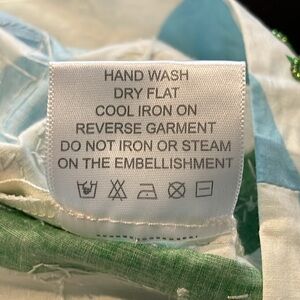 HAND WASH
DRY FLAT
COOL IRON ON
REVERSE GARMENT
DO NOT IRON OR STEAM
ON THE EMBELLISHMENT